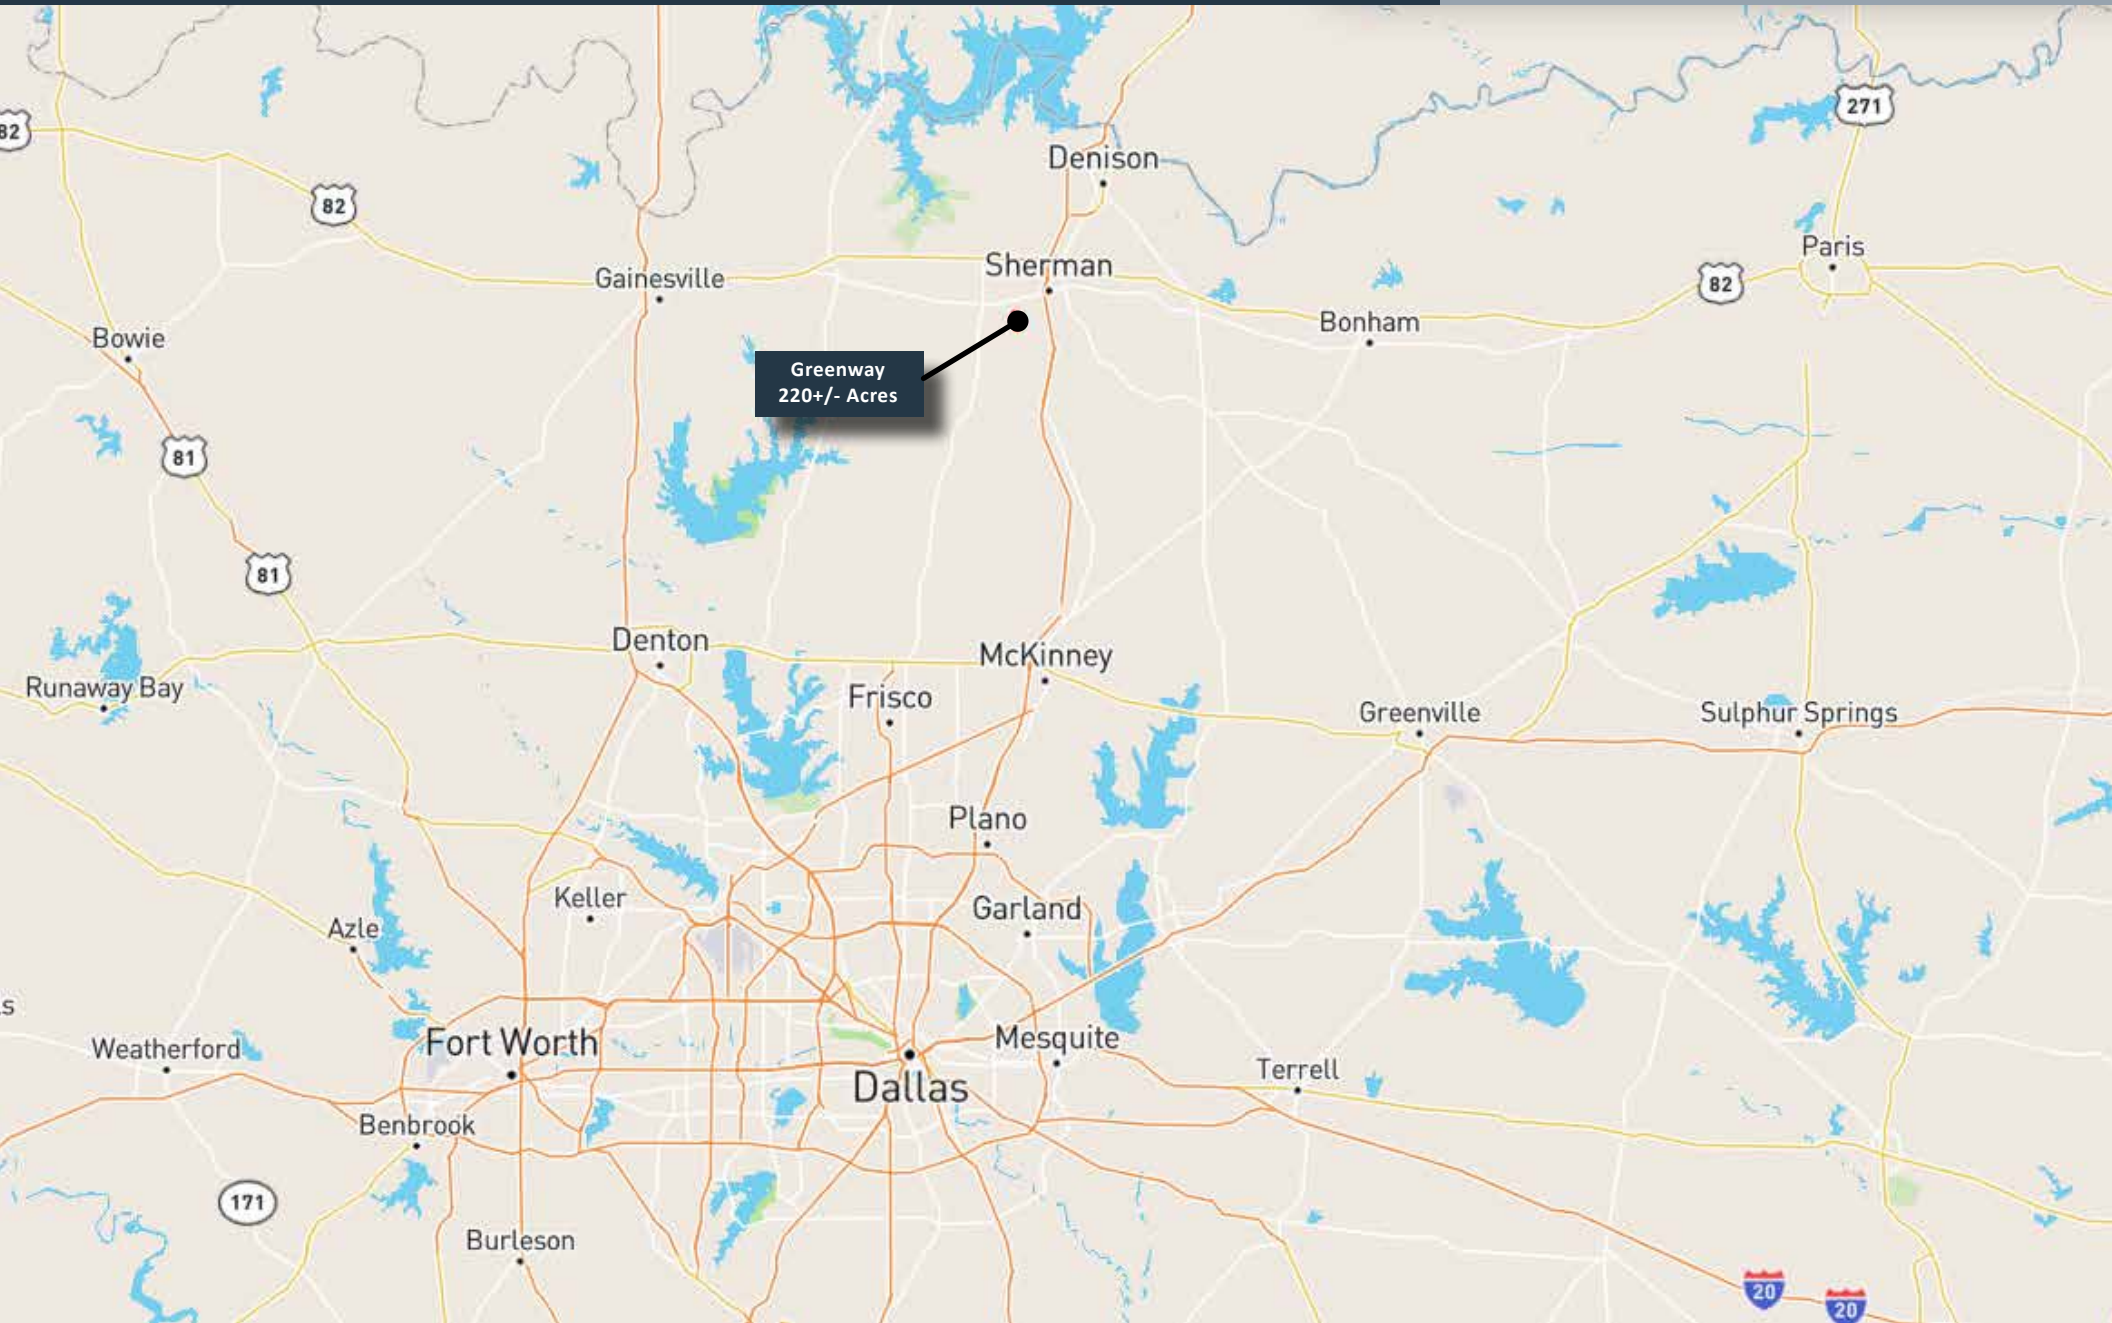 271
82
Denison
82
Sherman
Paris
Gainesville
82
Bonham
Bowie
Greenway
220+/- Acres
81
81
Denton
McKinney
Runaway Bay
Frisco
Greenville
Sulphur Springs
Plano
Keller
Garland
Azle
s
Fort Worth
Mesquite
Weatherford
Dallas
Terrell
Benbrook
171
Burleson
20
20